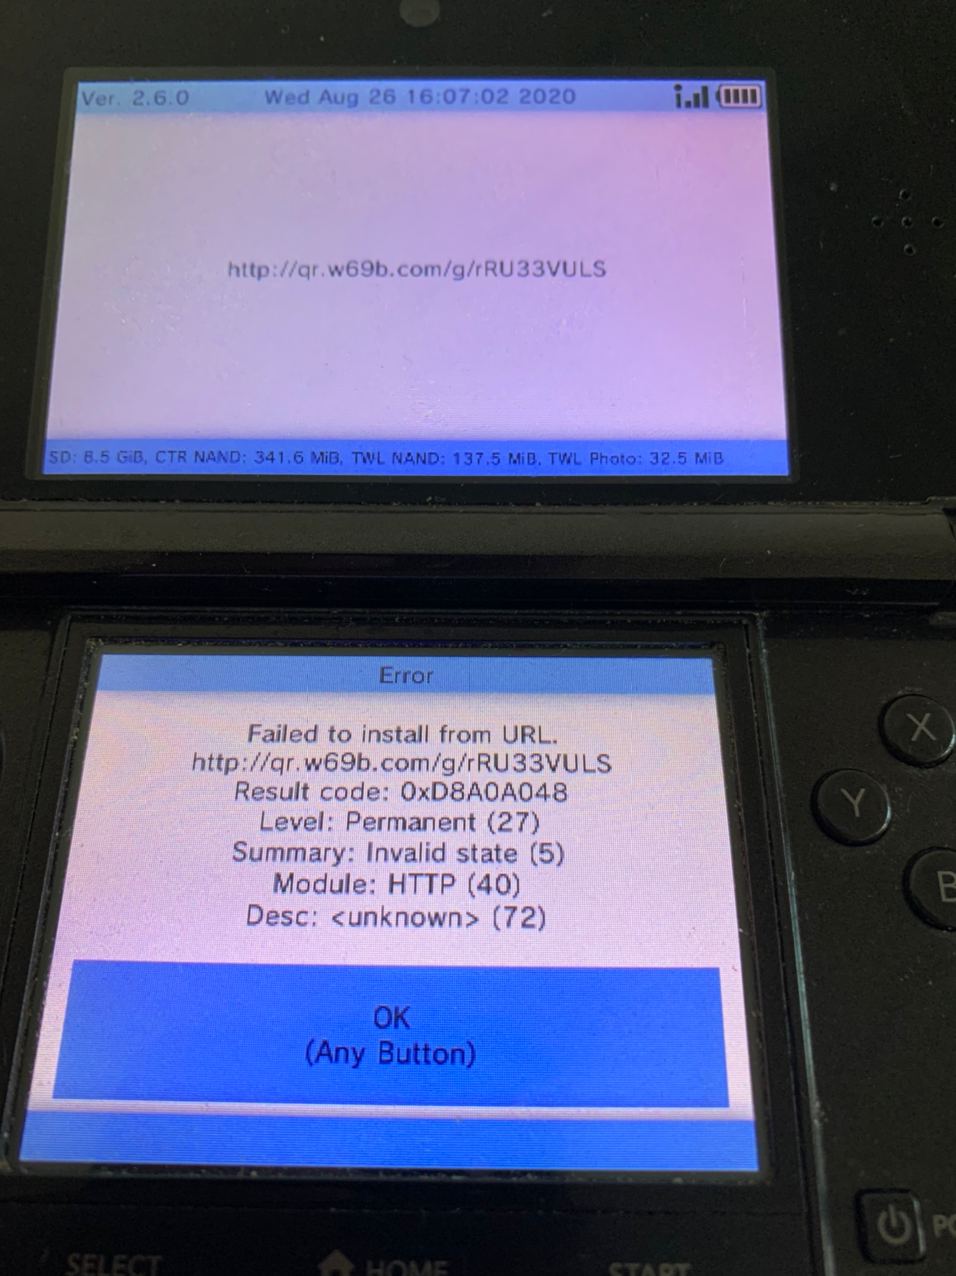 Ver. 2.6.0 Wed Aug 26 16:07:02 2020
http://qr.w69b.com/g/rRU33VULS
SD: 8.5 GiB, CTR NAND: 341.6 MiB, TWL NAND: 137.5 MiB, TWL Photo: 32.5 MiB
Error
Failed to install from URL.
http://qr.w69b.com/g/rRU33VULS
Result code: 0xD8A0A048
Level: Permanent (27)
Summary: Invalid state (5)
Module: HTTP (40)
Desc: <unknown> (72)
OK
(Any Button)
X
Y
B
SELECT
HOME
START